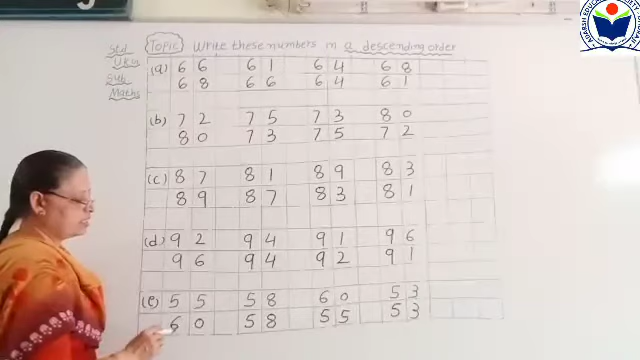 Std
UKG
Sub
Maths
Topic Write these numbers in a descending order
(a) 66 61 64 68
68 66 64 61
(b) 72 75 73 80
80 73 75 72
(c) 87 81 89 83
89 87 83 81
(d) 92 94 91 96
96 94 92 91
(e) 55 58 60 53
60 58 55 53